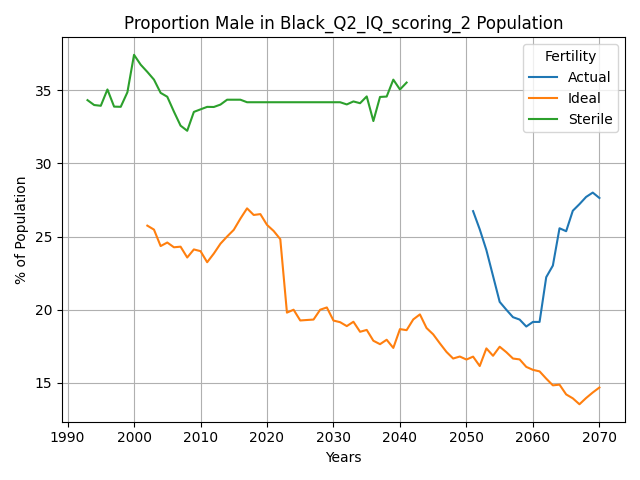 Proportion Male in Black_Q2_IQ_scoring_2 Population
Fertility
Actual
Ideal
Sterile
% of Population
35
30
25
20
15
1990 2000 2010 2020 2030 2040 2050 2060 2070
Years